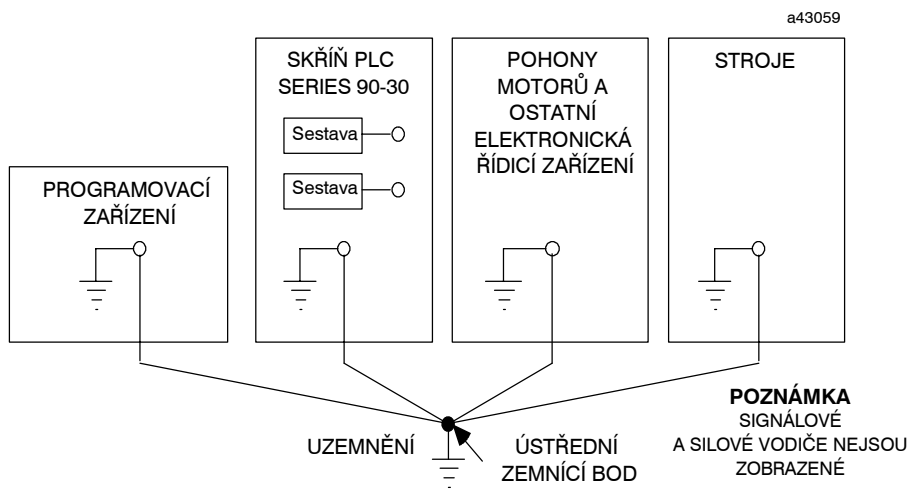 a43059
PROGRAMOVACÍ
ZAŘÍZENÍ
SKŘÍŇ PLC
SERIES 90-30
Sestava
Sestava
POHONY
MOTORŮ A
OSTATNÍ
ELEKTRONICKÁ
ŘÍDICÍ ZAŘÍZENÍ
STROJE
UZEMNĚNÍ
ÚSTŘEDNÍ
ZEMNÍCÍ BOD
POZNÁMKA
SIGNÁLOVÉ
A SILOVÉ VODIČE NEJSOU
ZOBRAZENÉ